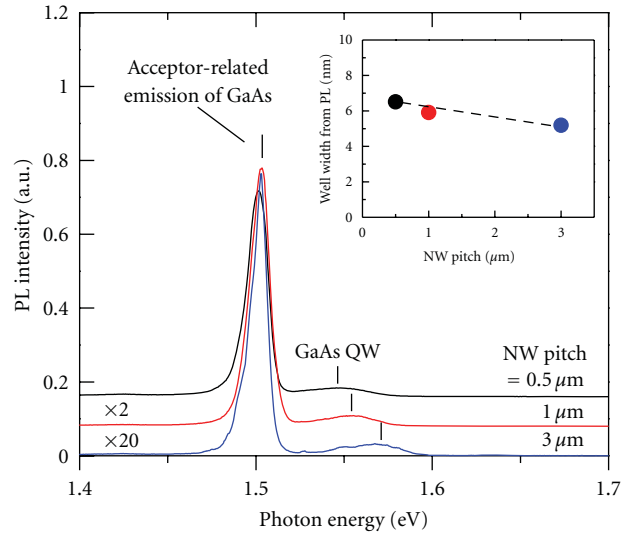 1.2
1
0.8
0.6
0.4
0.2
0
PL intensity (a.u.)
Acceptor-related
emission of GaAs
10
8
6
4
2
0
Well width from PL (nm)
0 1 2 3
NW pitch (μm)
GaAs QW
NW pitch
= 0.5 μm
×2
1 μm
×20
3 μm
1.4 1.5 1.6 1.7
Photon energy (eV)